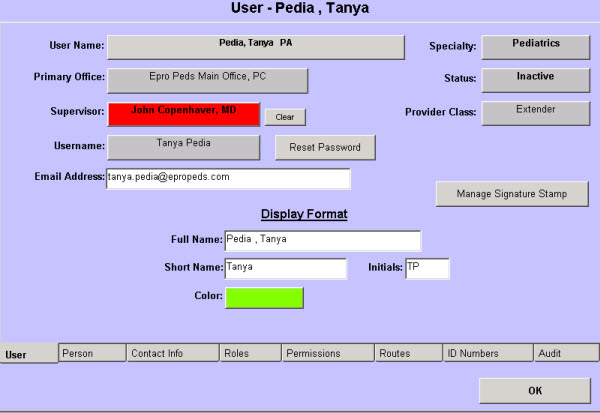 User - Pedia , Tanya
User Name: Pedia, Tanya PA Specialty: Pediatrics
Primary Office: Epro Peds Main Office, PC Status: Inactive
Supervisor: John Copenhaver, MD Clear Provider Class: Extender
Username: Tanya Pedia Reset Password
Email Address: tanya.pedia@epropeds.com
Manage Signature Stamp
Display Format
Full Name: Pedia , Tanya
Short Name: Tanya Initials: TP
Color:
User Person Contact Info Roles Permissions Routes ID Numbers Audit
OK